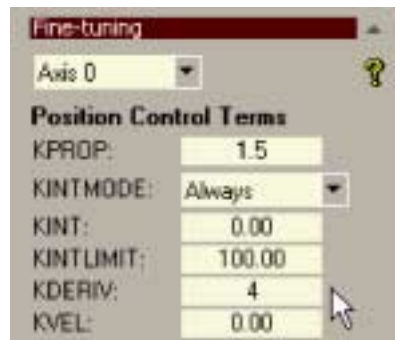 Fine-tuning
Axis 0
Position Control Terms
KPROP: 1.5
KINTMODE: Always
KINT: 0.00
KINTLIMIT: 100.00
KDERIV: 4
KVEL: 0.00